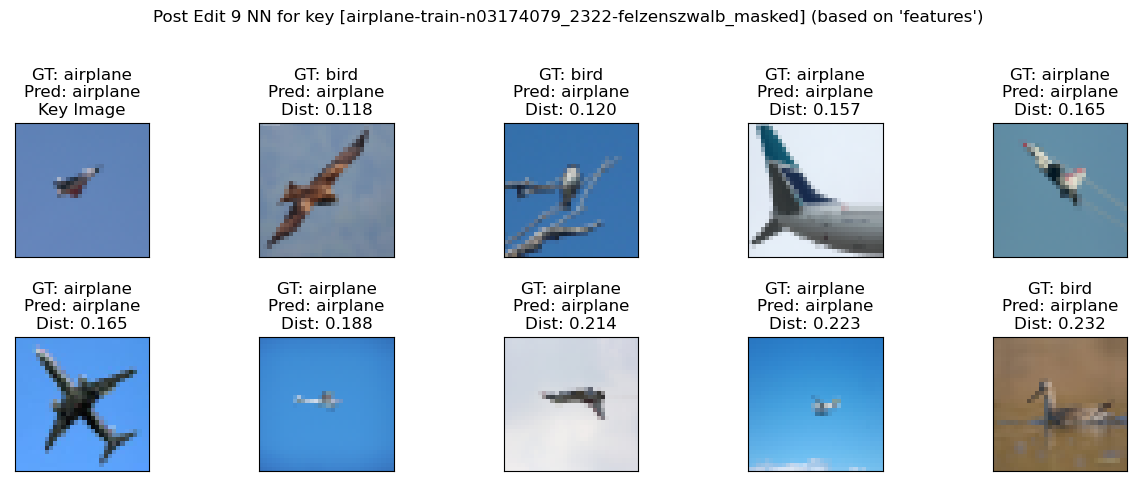 Post Edit 9 NN for key [airplane-train-n03174079_2322-felzenszwalb_masked] (based on 'features')
GT: airplane
Pred: airplane
Key Image
GT: bird
Pred: airplane
Dist: 0.118
GT: bird
Pred: airplane
Dist: 0.120
GT: airplane
Pred: airplane
Dist: 0.157
GT: airplane
Pred: airplane
Dist: 0.165
GT: airplane
Pred: airplane
Dist: 0.165
GT: airplane
Pred: airplane
Dist: 0.188
GT: airplane
Pred: airplane
Dist: 0.214
GT: airplane
Pred: airplane
Dist: 0.223
GT: bird
Pred: airplane
Dist: 0.232